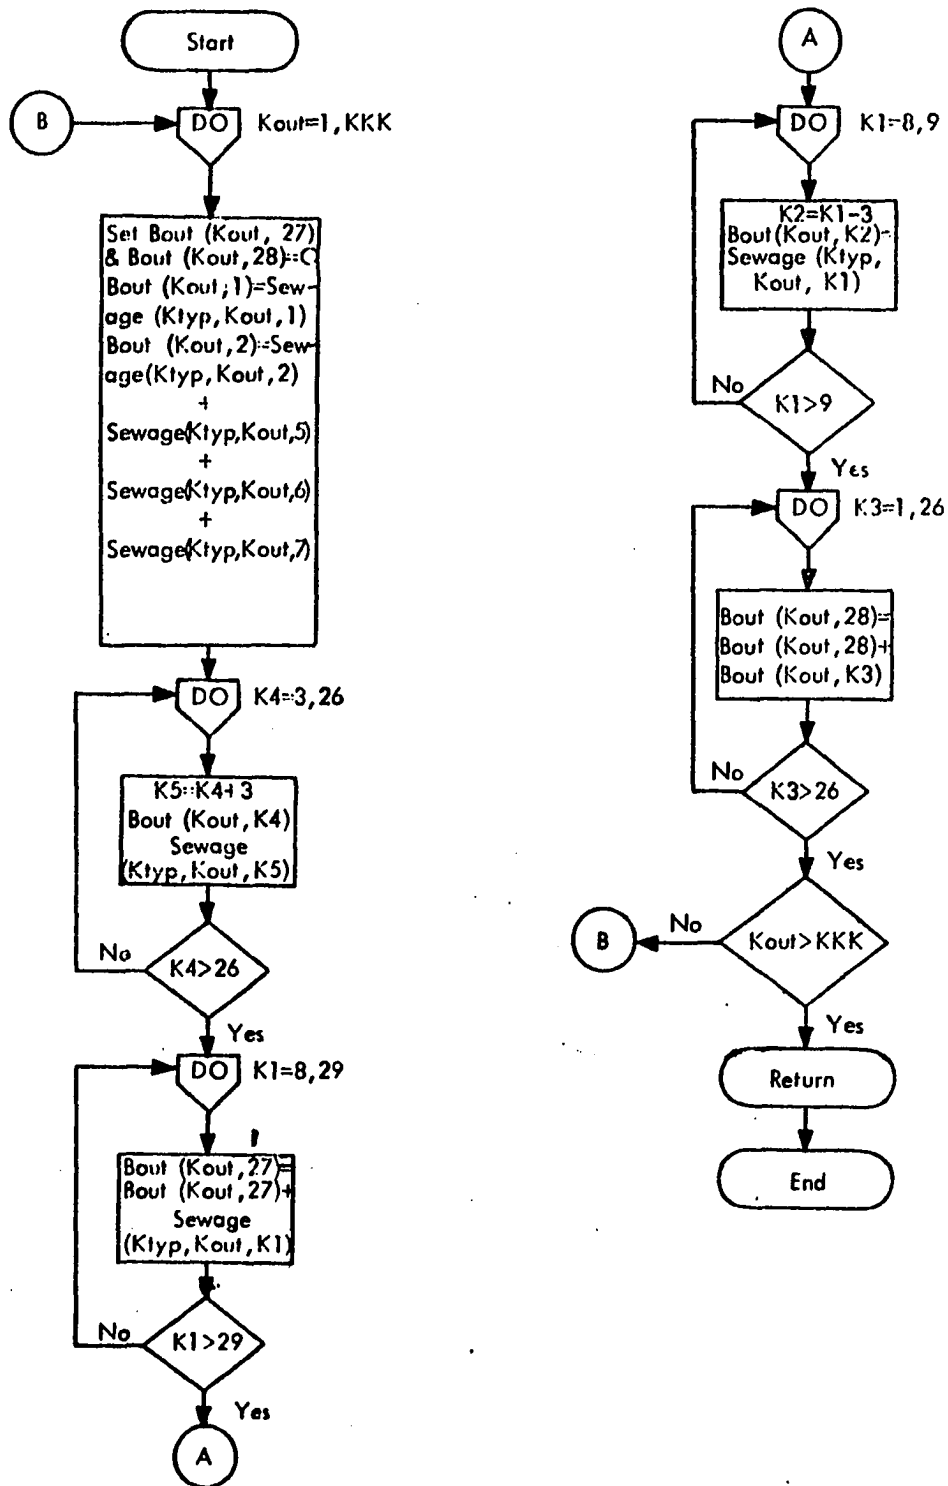 Start
B
DO Kout=1,KKK
Set Bout (Kout, 27)
& Bout (Kout, 28)=C
Bout (Kout, 1)=Sew-
age (Ktyp, Kout, 1)
Bout (Kout, 2)=Sew-
age(Ktyp, Kout, 2)
+
Sewage(Ktyp,Kout,5)
+
Sewage(Ktyp,Kout,6)
+
Sewage(Ktyp,Kout,7)
DO K4=3,26
K5=K4+3
Bout (Kout, K4)
Sewage
(Ktyp, Kout, K5)
No
K4>26
Yes
DO K1=8,29
Bout (Kout, 27)=
Bout (Kout, 27)+
Sewage
(Ktyp, Kout, K1)
No
K1>29
Yes
A
A
DO K1=8,9
K2=K1-3
Bout(Kout, K2)-
Sewage (Ktyp,
Kout, K1)
No
K1>9
Yes
DO K3=1,26
Bout (Kout, 28)=
Bout (Kout, 28)+
Bout (Kout, K3)
No
K3>26
Yes
B
No
Kout>KKK
Yes
Return
End